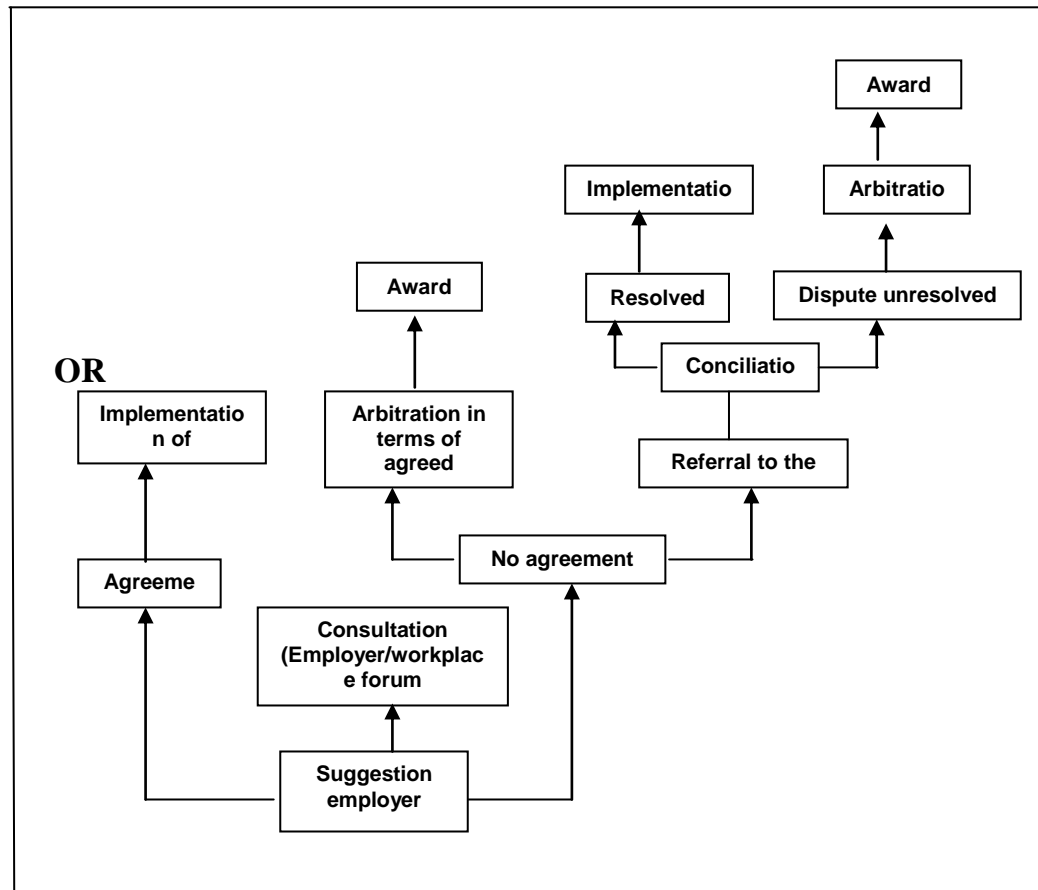 Award
Implementatio
Arbitratio
Award
Resolved
Dispute unresolved
OR
Conciliatio
Implementatio
n of
Arbitration in
terms of
agreed
Referral to the
No agreement
Agreeme
Consultation
(Employer/workplac
e forum
Suggestion
employer